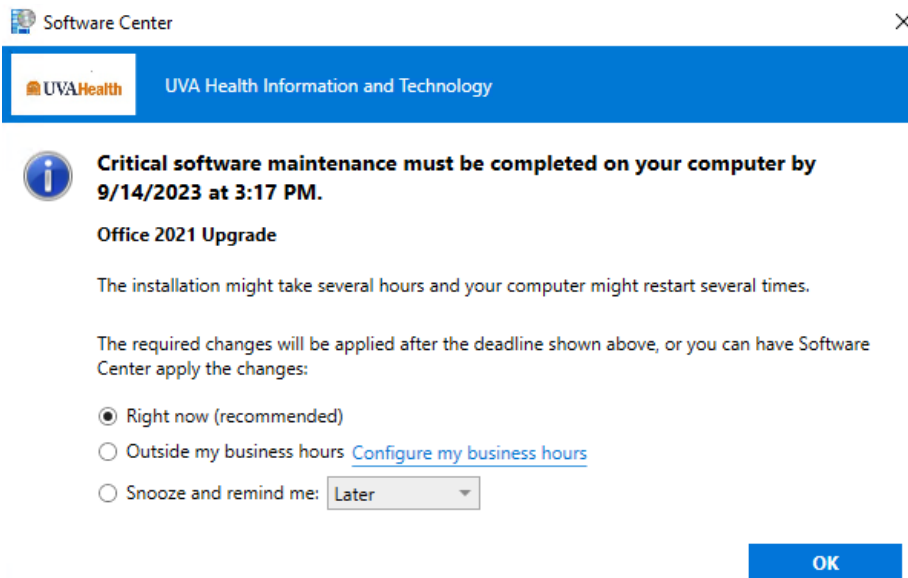 Software Center
UVAHealth
UVA Health Information and Technology
Critical software maintenance must be completed on your computer by
9/14/2023 at 3:17 PM.
Office 2021 Upgrade
The installation might take several hours and your computer might restart several times.
The required changes will be applied after the deadline shown above, or you can have Software
Center apply the changes:
Right now (recommended)
Outside my business hours Configure my business hours
Snooze and remind me: Later
OK